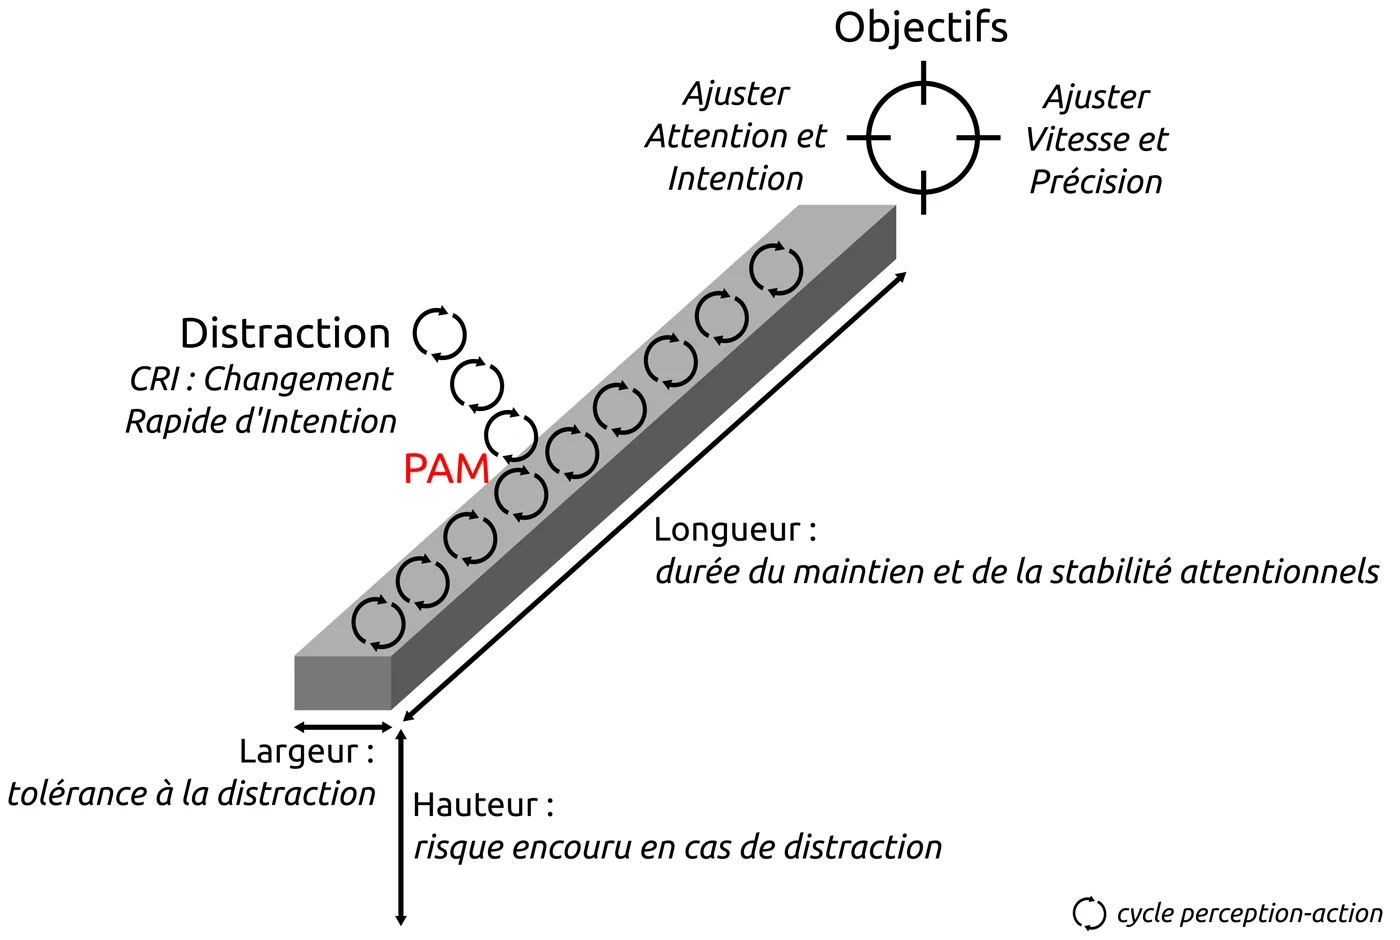 Objectifs
Ajuster
Attention et
Intention
Ajuster
Vitesse et
Précision
Distraction
CRI : Changement
Rapide d'Intention
PAM
Longueur :
durée du maintien et de la stabilité attentionnels
Largeur :
tolérance à la distraction
Hauteur :
risque encouru en cas de distraction
cycle perception-action